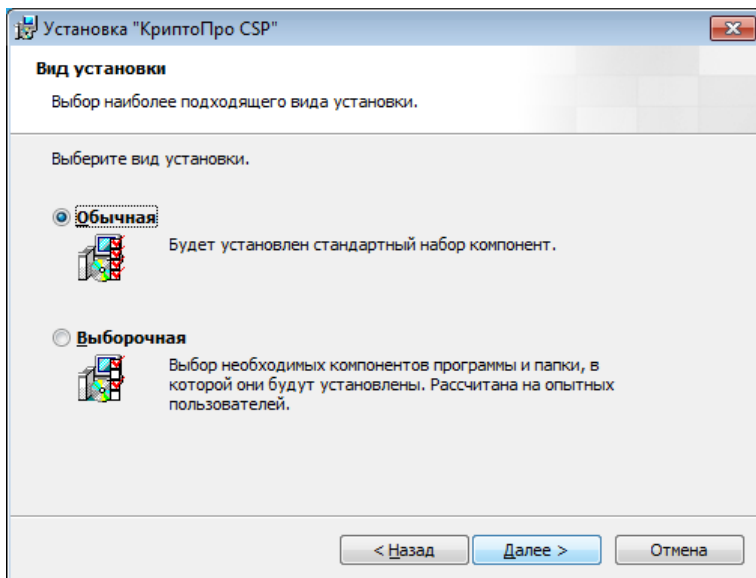 Установка "КриптоПро CSP"
Вид установки
Выбор наиболее подходящего вида установки.
Выберите вид установки.
Обычная
Будет установлен стандартный набор компонент.
Выборочная
Выбор необходимых компонентов программы и папки, в
которой они будут установлены. Рассчитана на опытных
пользователей.
< Назад
Далее >
Отмена